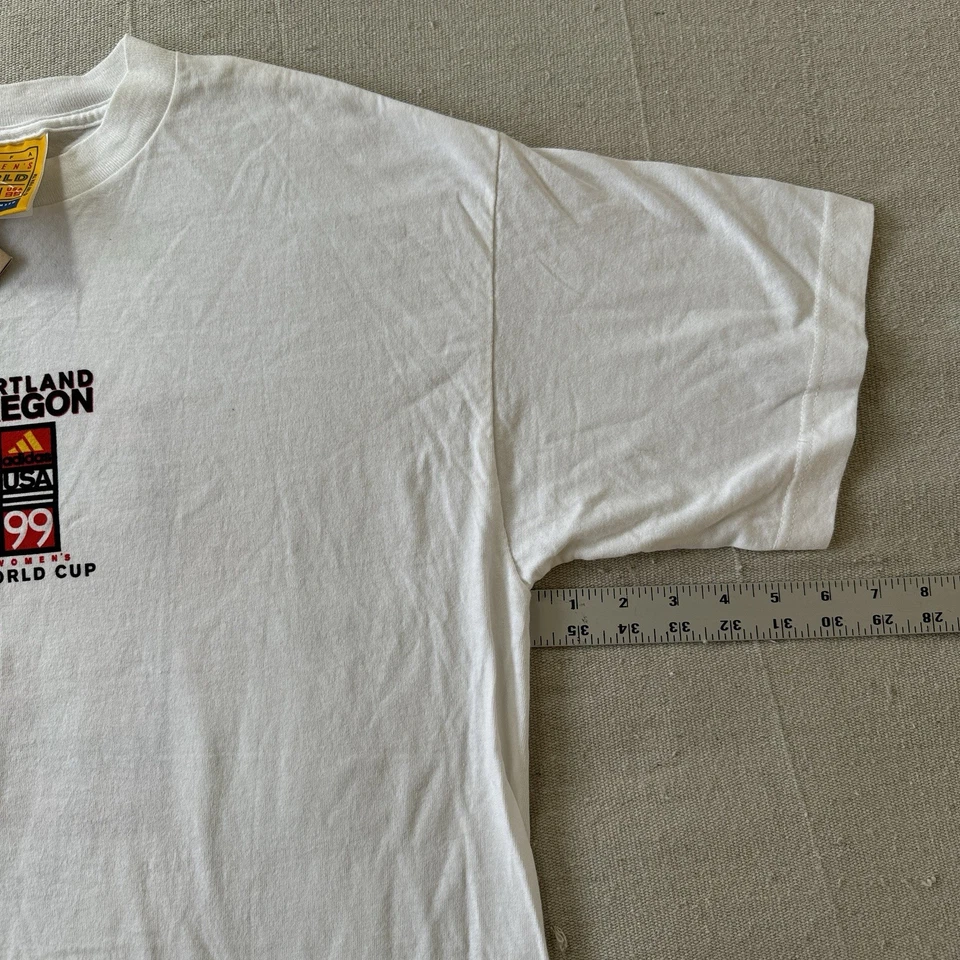 RTLAND
EGON
adidas
USA
99
WOMEN'S
ORLD CUP
1 2 3 4 5 6 7 8
35 34 33 32 31 30 29 28